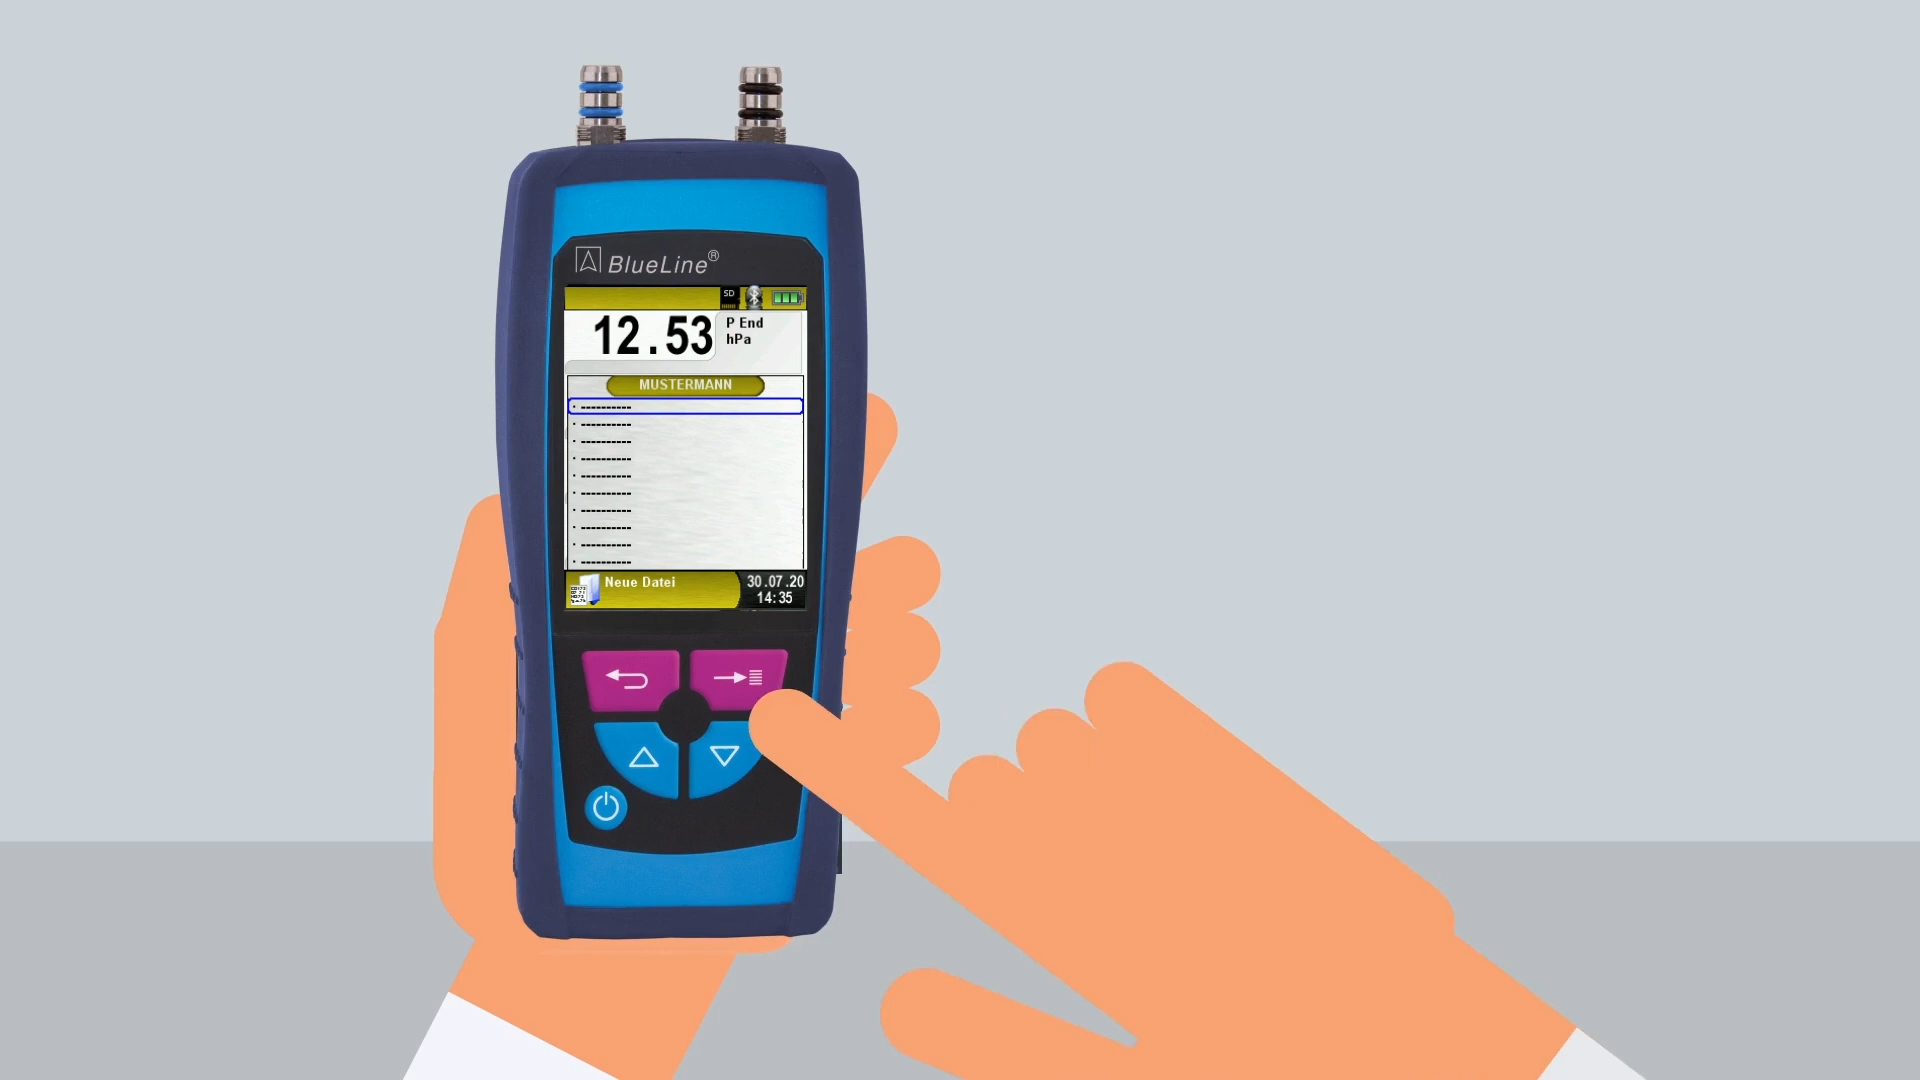 BlueLine®
SD
12.53
P End
hPa
MUSTERMANN
· ----------
· ----------
· ----------
· ----------
· ----------
· ----------
· ----------
· ----------
· ----------
· ----------
Neue Datei
30.07.20
14:35